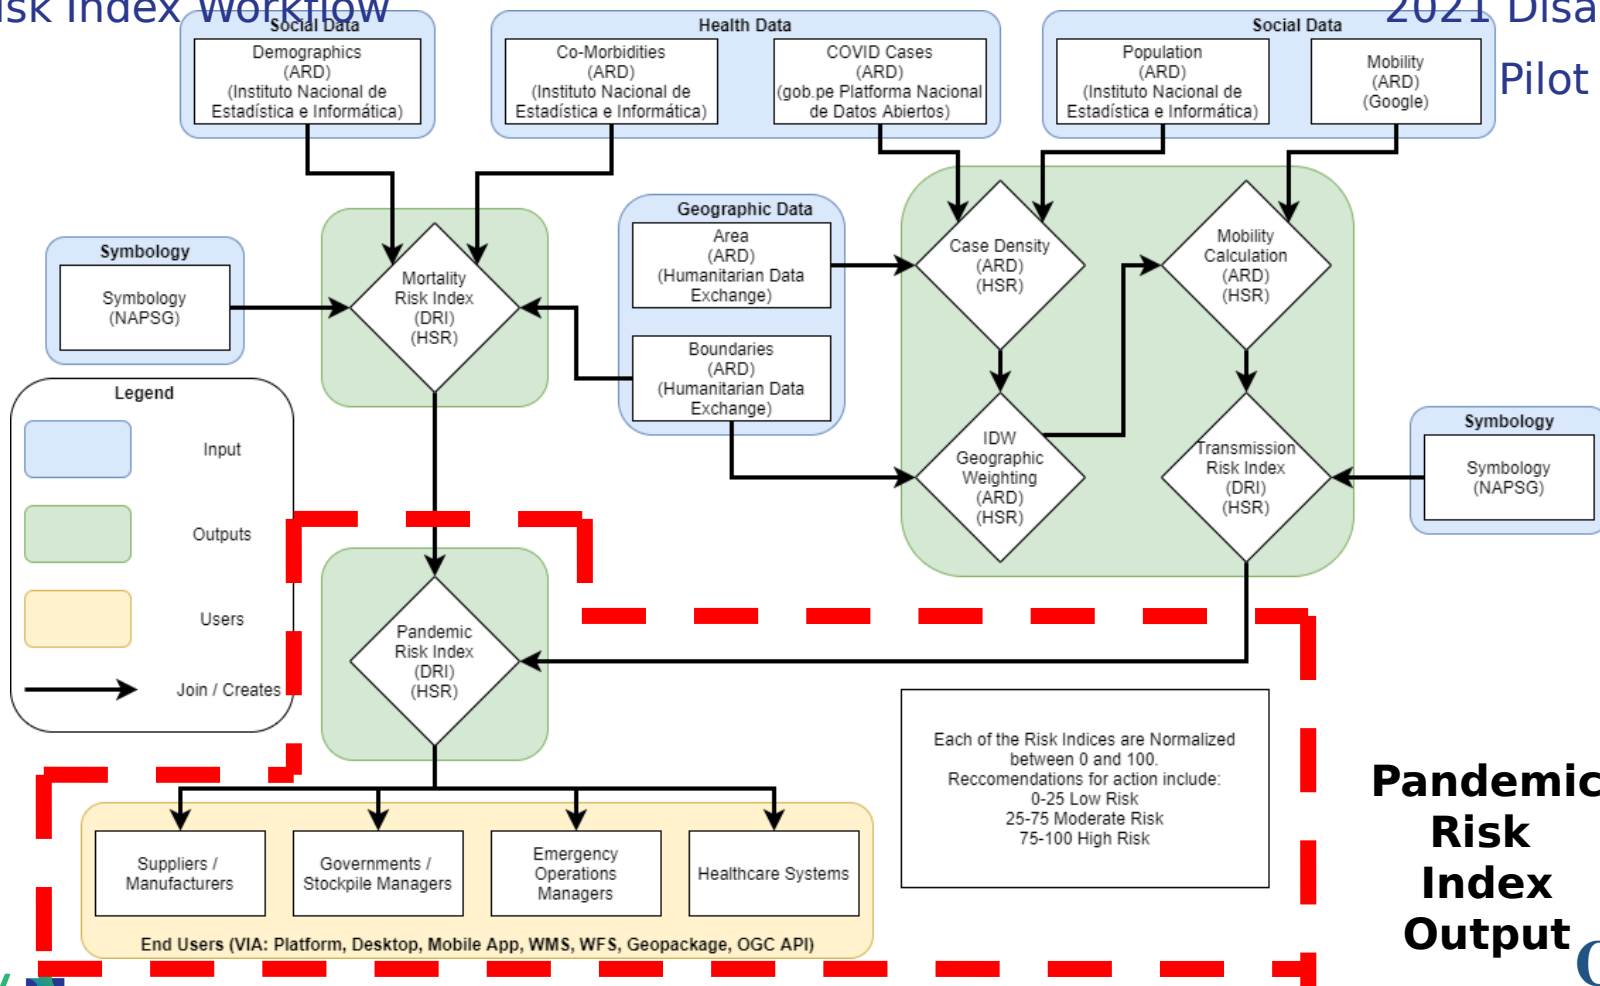 isk Index Workflow
2021 Disa
Pilot
Social Data
Demographics
(ARD)
(Instituto Nacional de
Estadística e Informática)
Health Data
Co-Morbidities
(ARD)
(Instituto Nacional de
Estadística e Informática)
COVID Cases
(ARD)
(gob.pe Platforma Nacional
de Datos Abiertos)
Social Data
Population
(ARD)
(Instituto Nacional de
Estadística e Informática)
Mobility
(ARD)
(Google)
Symbology
Symbology
(NAPSG)
Mortality
Risk Index
(DRI)
(HSR)
Geographic Data
Area
(ARD)
(Humanitarian Data
Exchange)
Boundaries
(ARD)
(Humanitarian Data
Exchange)
Case Density
(ARD)
(HSR)
Mobility
Calculation
(ARD)
(HSR)
IDW
Geographic
Weighting
(ARD)
(HSR)
Transmission
Risk Index
(DRI)
(HSR)
Symbology
Symbology
(NAPSG)
Legend
Input
Outputs
Users
Join / Creates
Pandemic
Risk Index
(DRI)
(HSR)
Each of the Risk Indices are Normalized
between 0 and 100.
Reccomendations for action include:
0-25 Low Risk
25-75 Moderate Risk
75-100 High Risk
Pandemic
Risk
Index
Output
Suppliers /
Manufacturers
Governments /
Stockpile Managers
Emergency
Operations
Managers
Healthcare Systems
End Users (VIA: Platform, Desktop, Mobile App, WMS, WFS, Geopackage, OGC API)